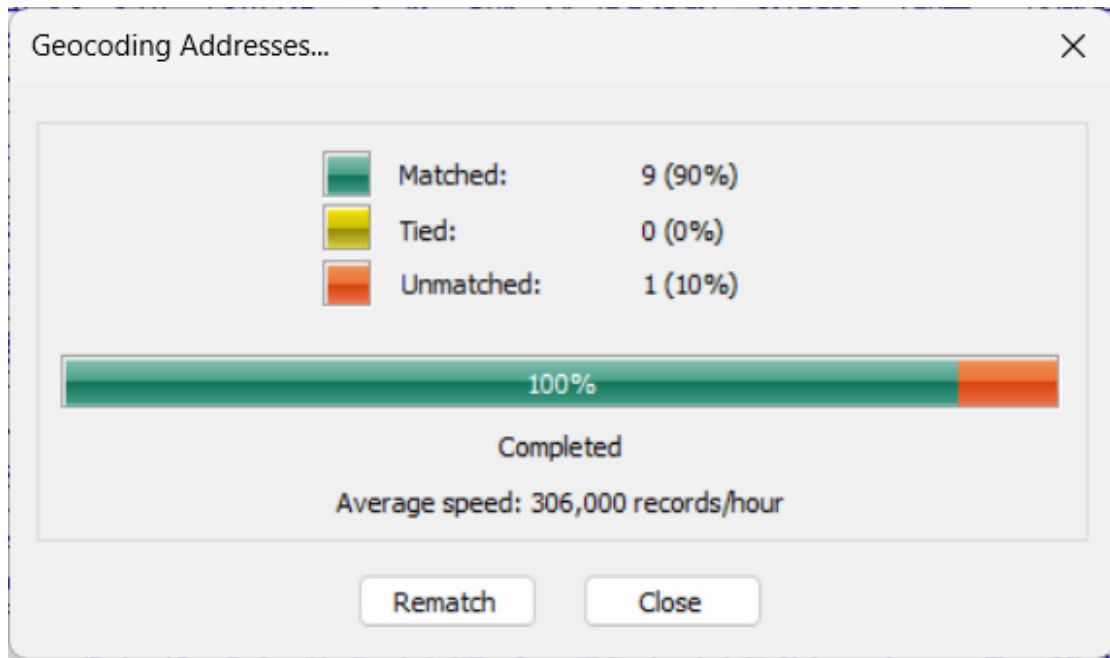 Geocoding Addresses...
Matched: 9 (90%)
Tied: 0 (0%)
Unmatched: 1 (10%)
100%
Completed
Average speed: 306,000 records/hour
Rematch Close